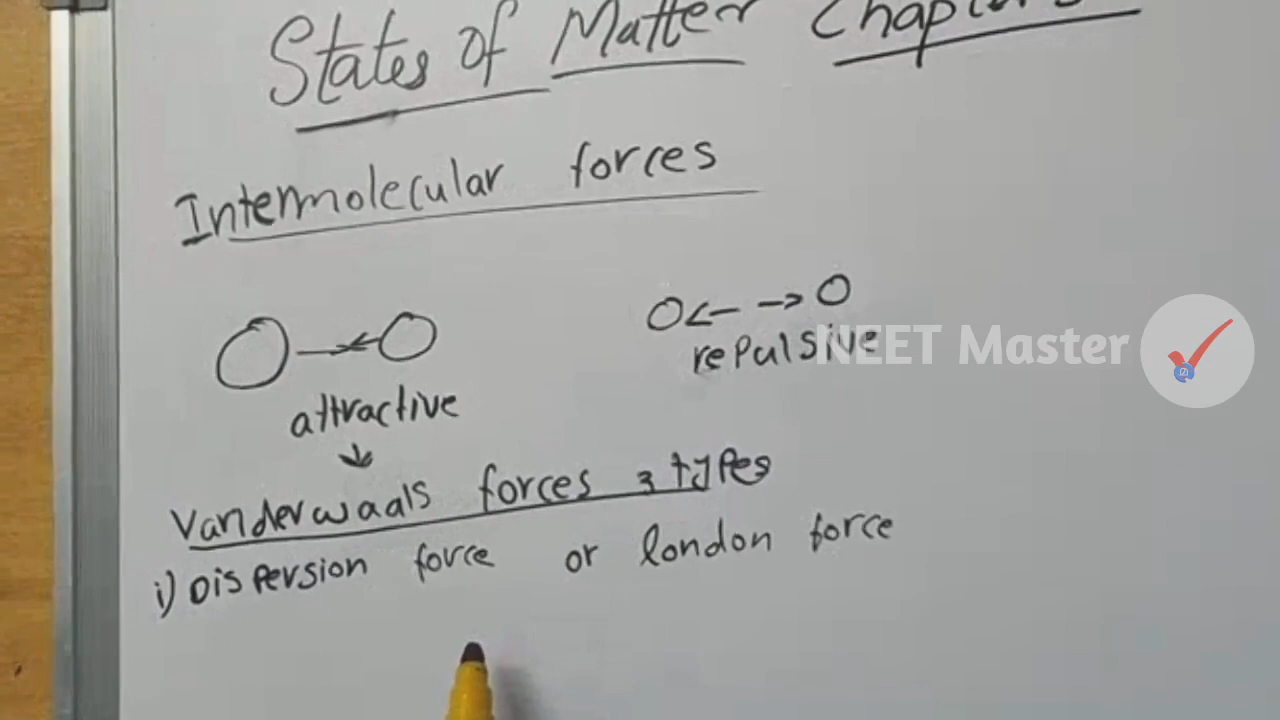 States of Matter Chapter
Intermolecular forces
attractive
repulsive
NEET Master
Vanderwaals forces 3 types
i) Dispersion force or london force